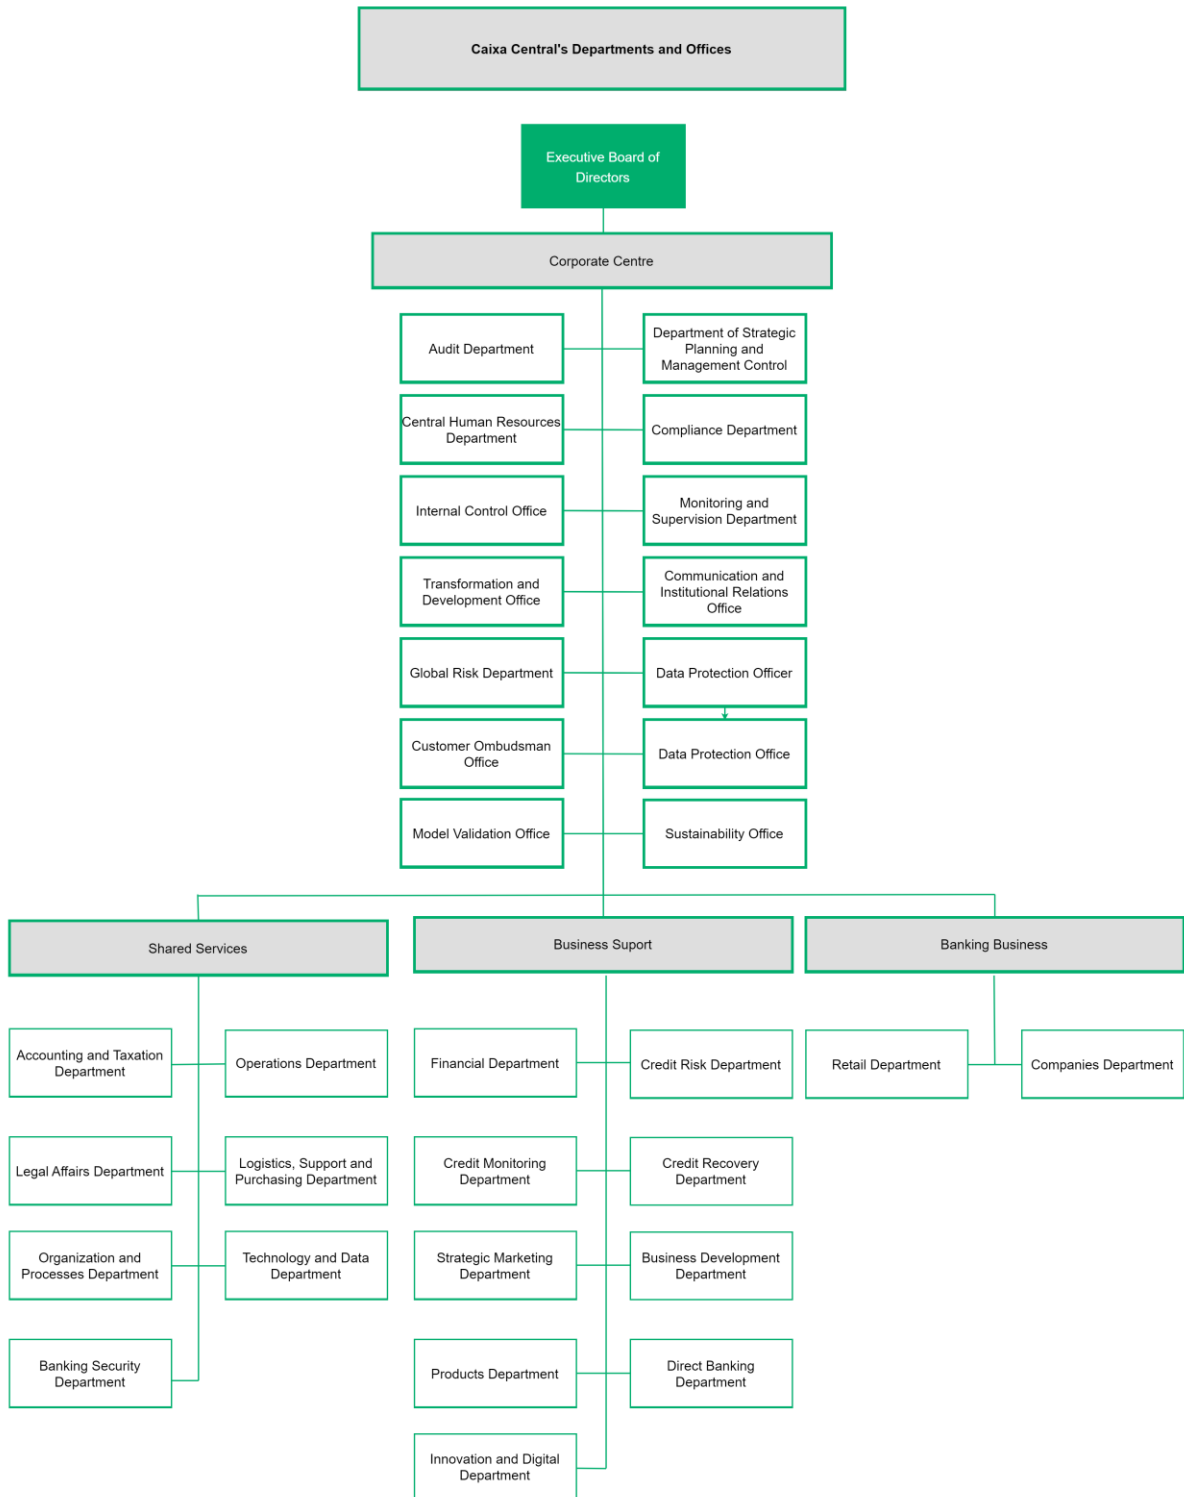 Caixa Central's Departments and Offices
Executive Board of
Directors
Corporate Centre
Audit Department
Department of Strategic
Planning and
Management Control
Central Human Resources
Department
Compliance Department
Internal Control Office
Monitoring and
Supervision Department
Transformation and
Development Office
Communication and
Institutional Relations
Office
Global Risk Department
Data Protection Officer
Customer Ombudsman
Office
Data Protection Office
Model Validation Office
Sustainability Office
Shared Services
Business Suport
Banking Business
Accounting and Taxation
Department
Operations Department
Financial Department
Credit Risk Department
Retail Department
Companies Department
Legal Affairs Department
Logistics, Support and
Purchasing Department
Credit Monitoring
Department
Credit Recovery
Department
Organization and
Processes Department
Technology and Data
Department
Strategic Marketing
Department
Business Development
Department
Banking Security
Department
Products Department
Direct Banking
Department
Innovation and Digital
Department